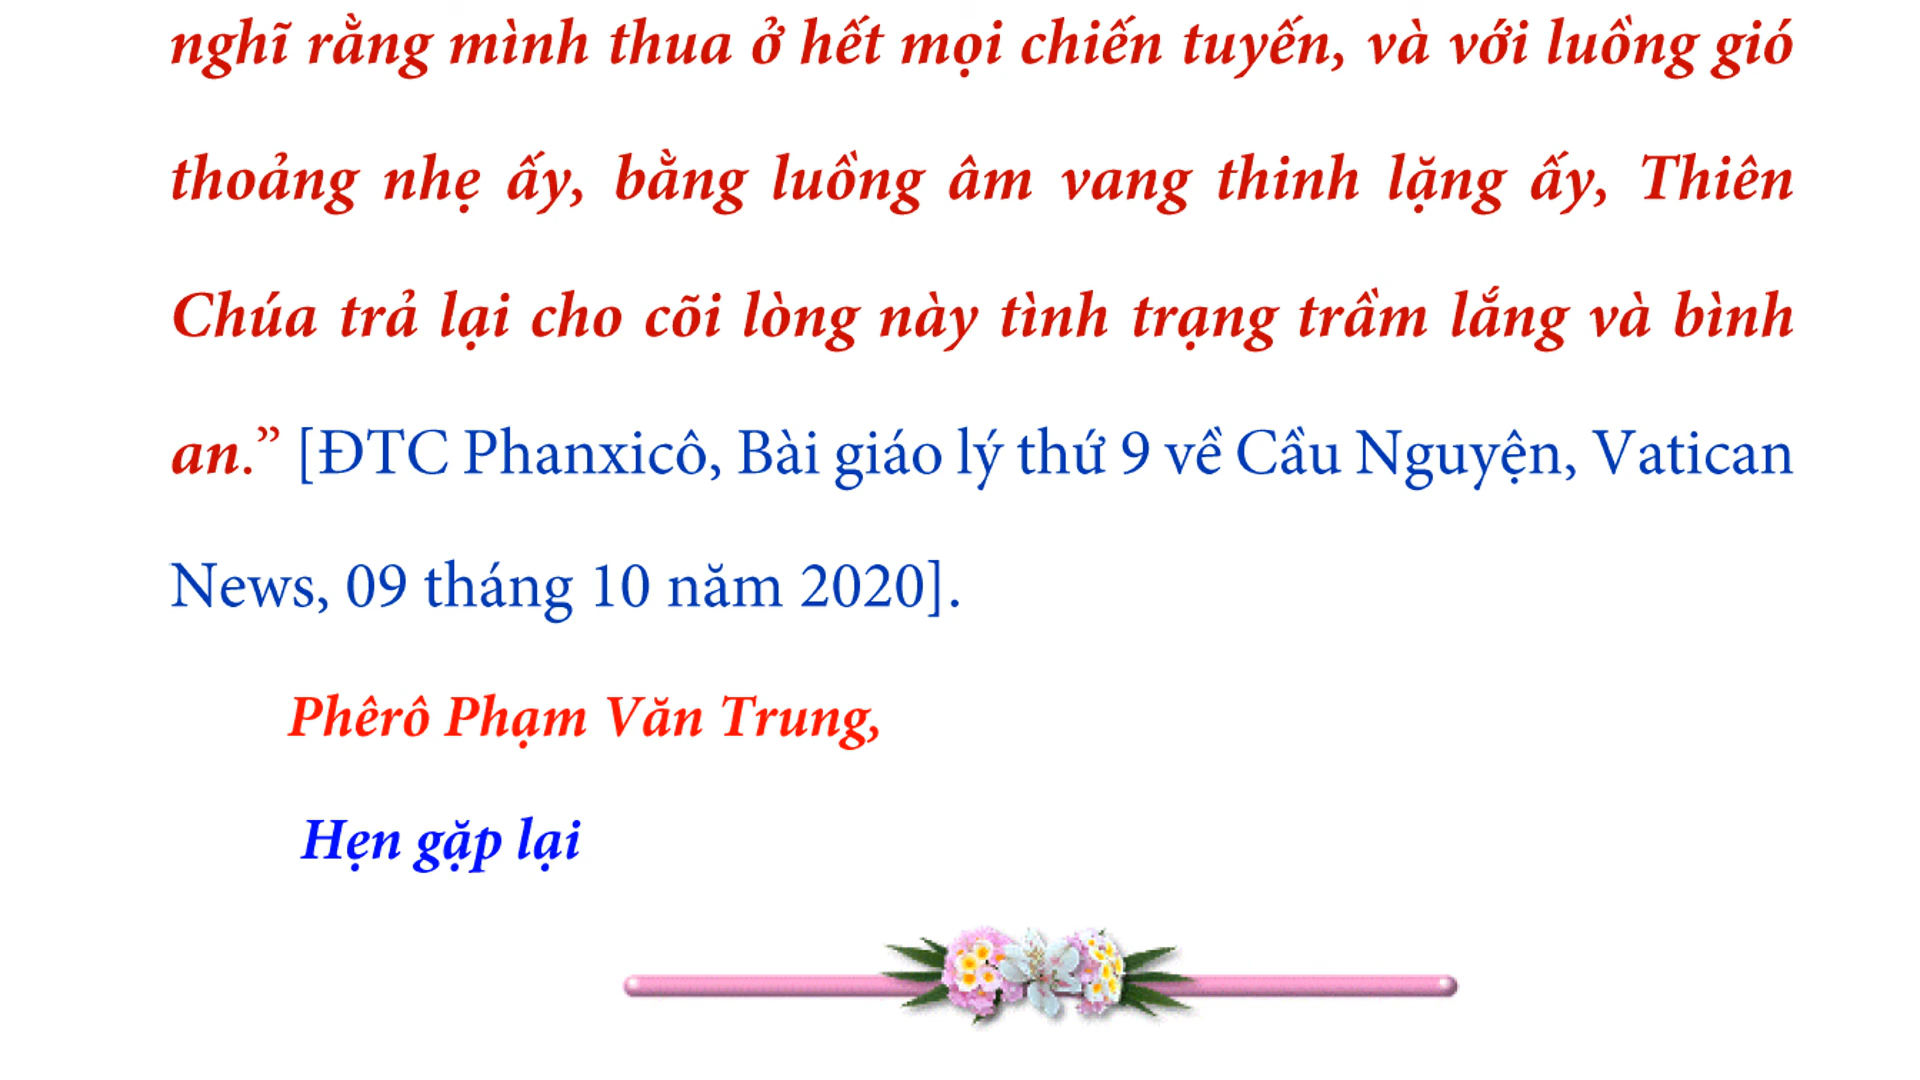 nghĩ rằng mình thua ở hết mọi chiến tuyến, và với luồng gió
thoảng nhẹ ấy, bằng luồng âm vang thinh lặng ấy, Thiên
Chúa trả lại cho cõi lòng này tình trạng trầm lắng và bình
an.” [ĐTC Phanxicô, Bài giáo lý thứ 9 về Cầu Nguyện, Vatican
News, 09 tháng 10 năm 2020].
Phêrô Phạm Văn Trung,
Hẹn gặp lại